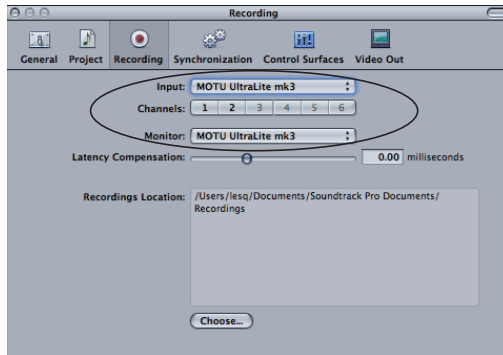 Recording
General Project Recording Synchronization Control Surfaces Video Out
Input: MOTU UltraLite mk3
Channels: 1 2 3 4 5 6
Monitor: MOTU UltraLite mk3
Latency Compensation: 0.00 milliseconds
Recordings Location: /Users/lesq/Documents/Soundtrack Pro Documents/
Recordings
Choose...